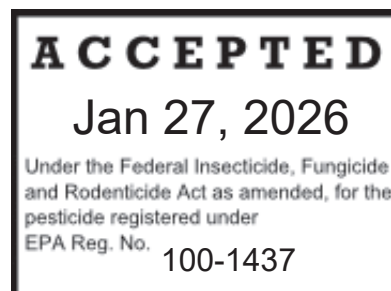 ACCEPTED
Jan 27, 2026
Under the Federal Insecticide, Fungicide
and Rodenticide Act as amended, for the
pesticide registered under
EPA Reg. No. 100-1437